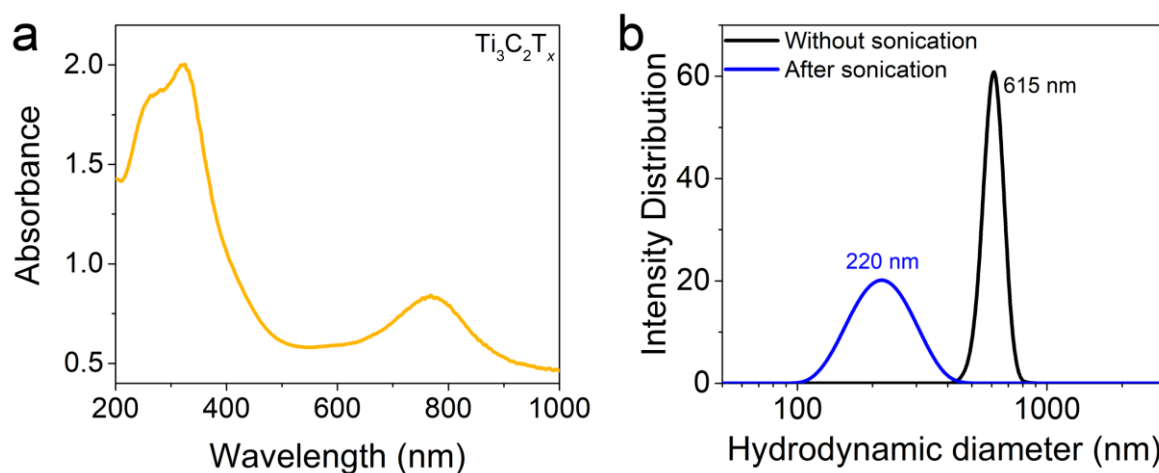 a
Ti₃C₂Tₓ
Absorbance
2.0
1.5
1.0
0.5
200 400 600 800 1000
Wavelength (nm)
b
Without sonication
After sonication
615 nm
220 nm
Intensity Distribution
60
40
20
0
100 1000
Hydrodynamic diameter (nm)